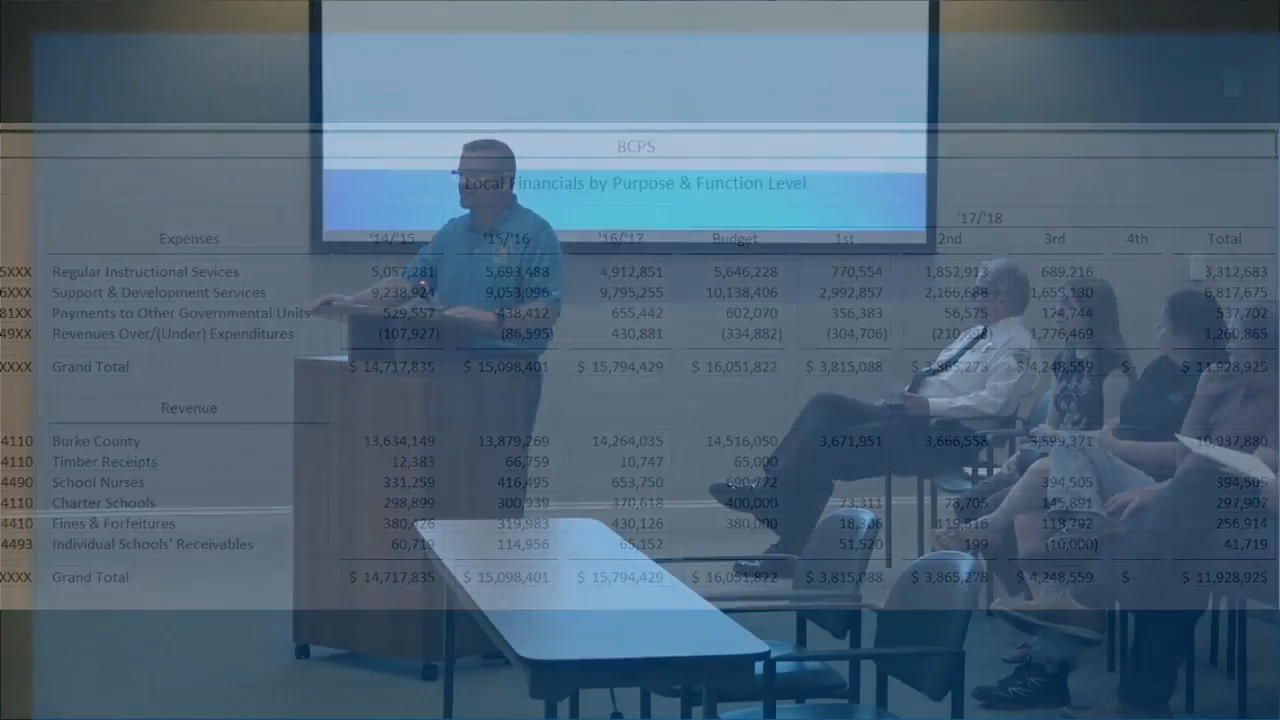 BCPS
Local Financials by Purpose & Function Level
'17/'18
Expenses '14/'15 '15/'16 '16/'17 Budget 1st 2nd 3rd 4th Total
5XXX Regular Instructional Sevices 5,057,281 5,693,483 4,912,851 5,646,228 770,554 1,852,913 689,216 3,312,683
6XXX Support & Development Services 9,238,924 9,053,096 9,795,255 10,138,406 2,992,857 2,166,688 1,658,130 6,817,675
81XX Payments to Other Governmental Units 529,557 438,412 655,442 602,070 356,383 56,575 124,744 537,702
49XX Revenues Over/(Under) Expenditures (107,927) (86,595) 430,881 (334,882) (304,706) 1,776,469 1,260,865
XXXX Grand Total $ 14,717,835 $ 15,098,401 $ 15,794,429 $ 16,051,822 $ 3,815,088 $ 3,865,278 $ 4,248,559 $- $ 11,928,925
Revenue
4110 Burke County 13,634,149 13,879,269 14,264,035 14,516,050 3,671,951 3,666,558 3,599,371 10,937,880
4110 Timber Receipts 12,383 66,759 10,747 65,000
4490 School Nurses 331,259 416,495 653,750 690,772 394,505 394,505
4110 Charter Schools 298,899 300,939 370,618 400,000 73,311 78,705 145,891 297,907
4410 Fines & Forfeitures 380,426 319,983 430,126 380,000 18,306 119,816 118,792 256,914
4493 Individual Schools' Receivables 60,719 114,956 65,152 51,520 199 (10,000) 41,719
XXXX Grand Total $ 14,717,835 $ 15,098,401 $ 15,794,429 $ 16,051,822 $ 3,815,088 $ 3,865,278 $ 4,248,559 $- $ 11,928,925